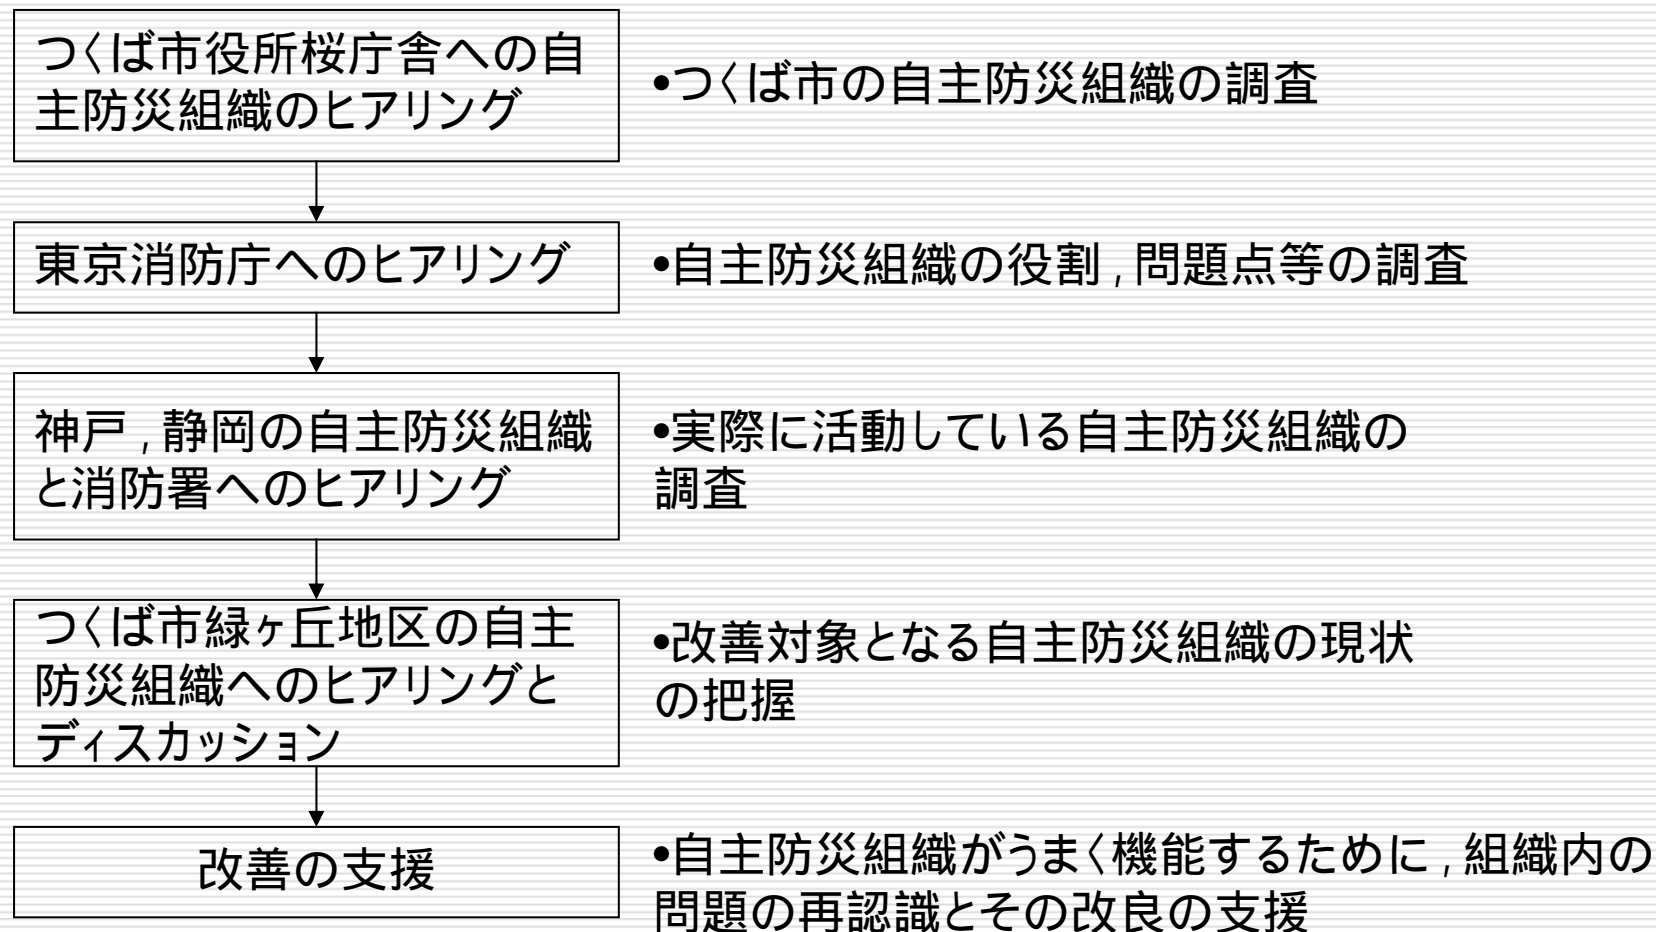 つくば市役所桜庁舎への自
主防災組織のヒアリング
•つくば市の自主防災組織の調査
東京消防庁へのヒアリング
•自主防災組織の役割,問題点等の調査
神戸,静岡の自主防災組織
と消防署へのヒアリング
•実際に活動している自主防災組織の
調査
つくば市緑ヶ丘地区の自主
防災組織へのヒアリングと
ディスカッション
•改善対象となる自主防災組織の現状
の把握
改善の支援
•自主防災組織がうまく機能するために,組織内の
問題の再認識とその改良の支援